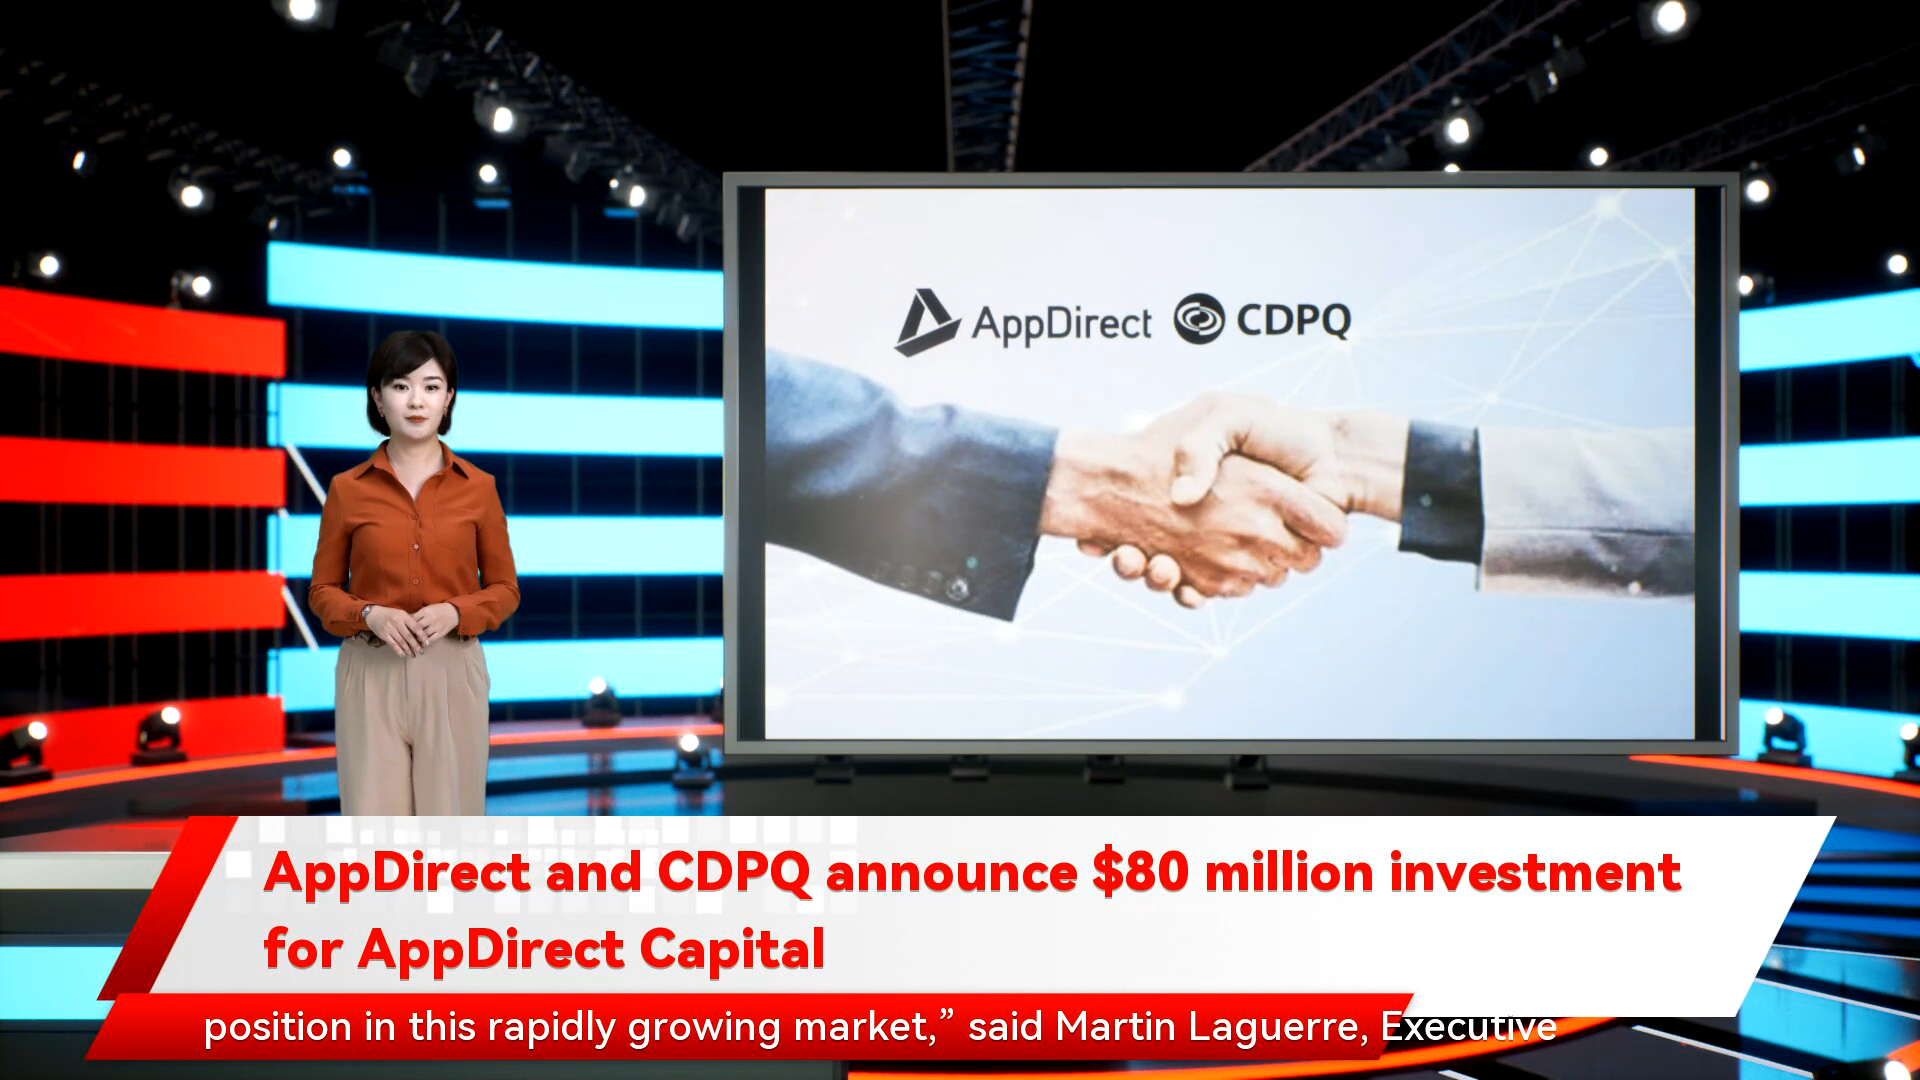 AppDirect CDPQ
AppDirect and CDPQ announce $80 million investment
for AppDirect Capital
position in this rapidly growing market,” said Martin Laguerre, Executive